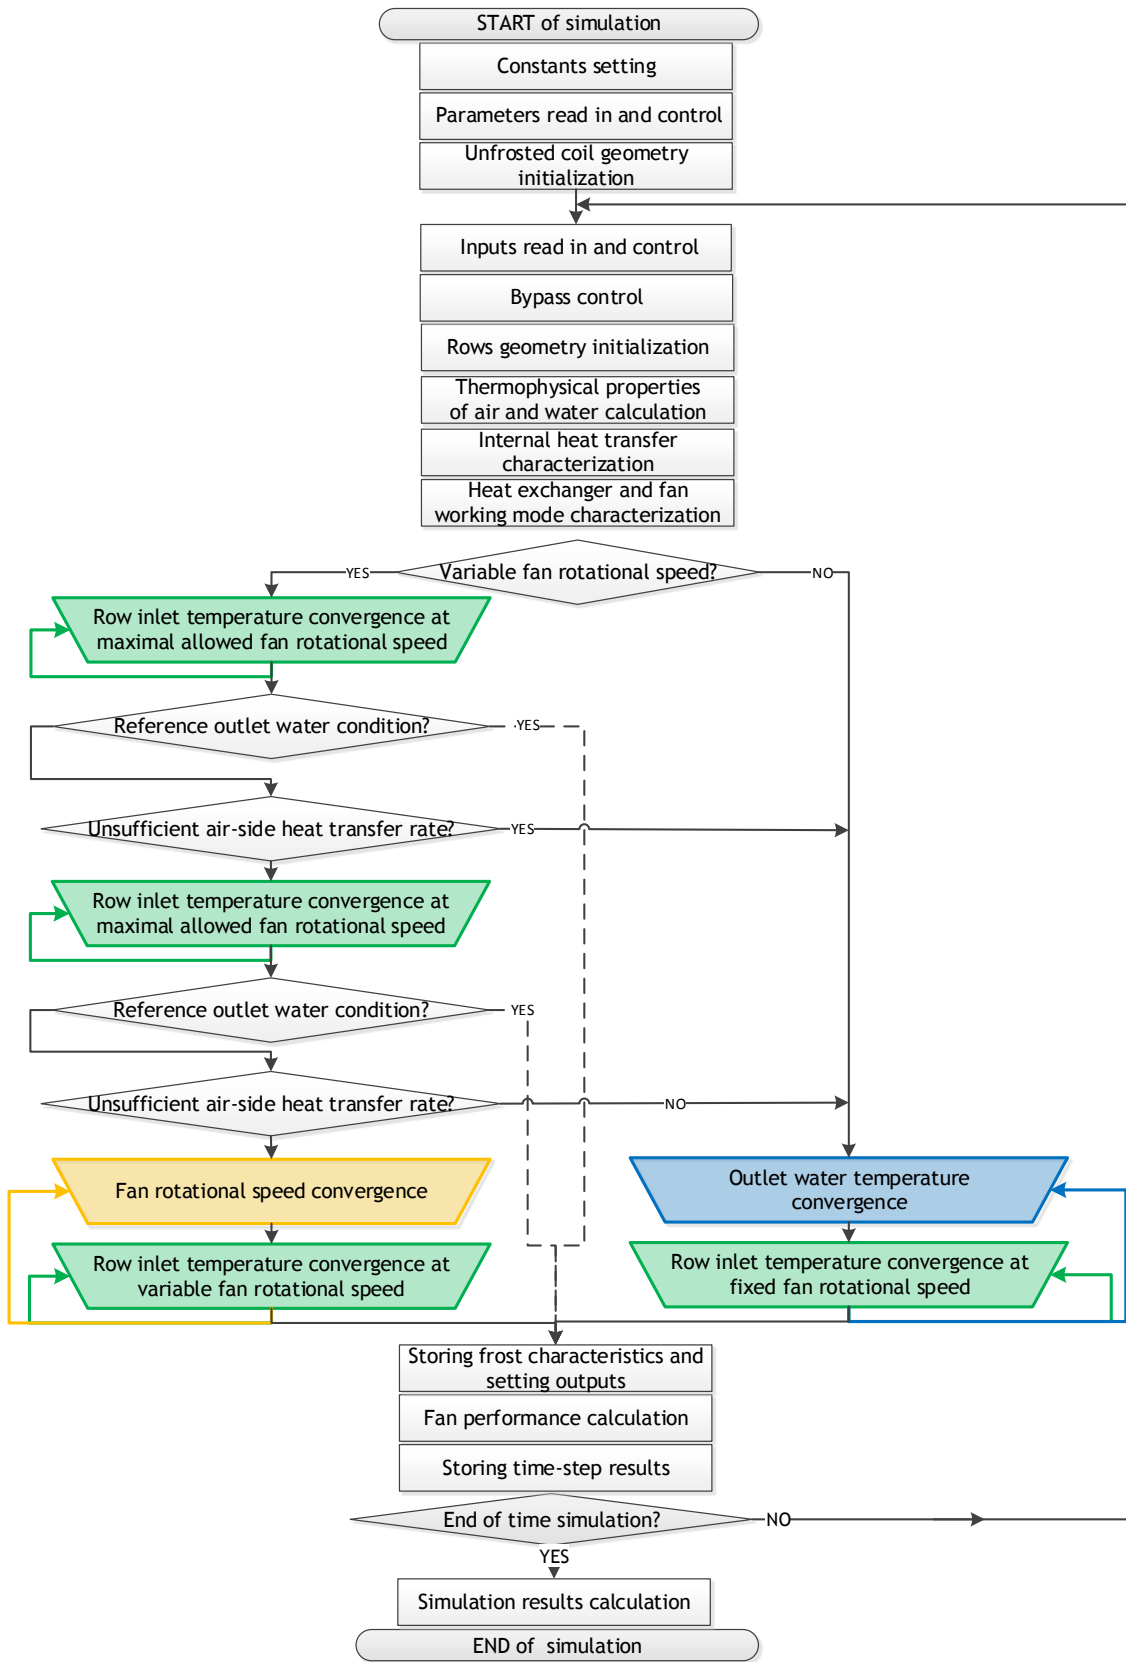 START of simulation
Constants setting
Parameters read in and control
Unfrosted coil geometry
initialization
Inputs read in and control
Bypass control
Rows geometry initialization
Thermophysical properties
of air and water calculation
Internal heat transfer
characterization
Heat exchanger and fan
working mode characterization
YES
Variable fan rotational speed?
NO
Row inlet temperature convergence at
maximal allowed fan rotational speed
Reference outlet water condition?
YES
Unsufficient air-side heat transfer rate?
YES
Row inlet temperature convergence at
maximal allowed fan rotational speed
Reference outlet water condition?
YES
Unsufficient air-side heat transfer rate?
NO
Fan rotational speed convergence
Outlet water temperature
convergence
Row inlet temperature convergence at
variable fan rotational speed
Row inlet temperature convergence at
fixed fan rotational speed
Storing frost characteristics and
setting outputs
Fan performance calculation
Storing time-step results
End of time simulation?
NO
YES
Simulation results calculation
END of simulation